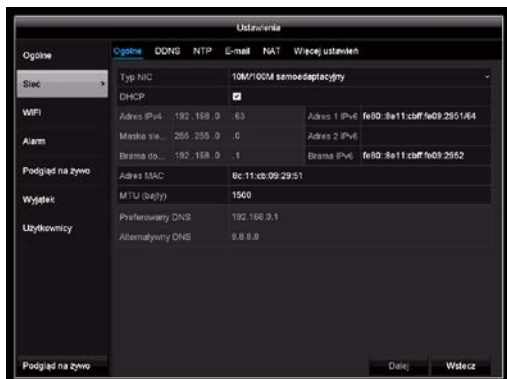 Ustawienia
Ogólne
Sieć
WIFI
Alarm
Podgląd na żywo
Wyjątek
Użytkownicy
Podgląd na żywo
Ogólne DDNS NTP E-mail NAT Więcej ustawień
Typ NIC 10M/100M samoadaptacyjny
DHCP
Adres IPv4 192.168.0.63 Adres 1 IPv6 fe80::8e11:cbff:fe09:2951/64
Maska sie... 255.255.0.0 Adres 2 IPv6
Brama do... 192.168.0.1 Brama IPv6 fe80::8e11:cbff:fe09:2952
Adres MAC 8c:11:cb:09:29:51
MTU (bajty) 1500
Preferowany DNS 192.168.0.1
Alternatywny DNS 8.8.8.8
Dalej Wstecz